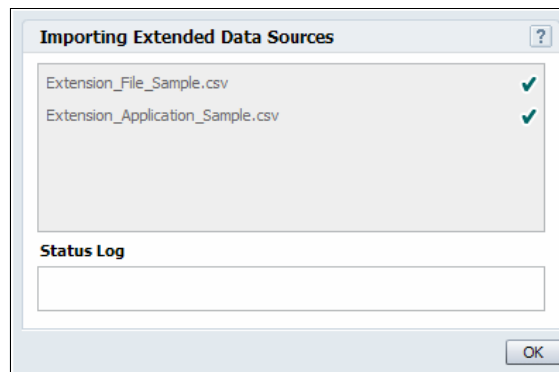 Importing Extended Data Sources
?
Extension_File_Sample.csv
Extension_Application_Sample.csv
Status Log
OK